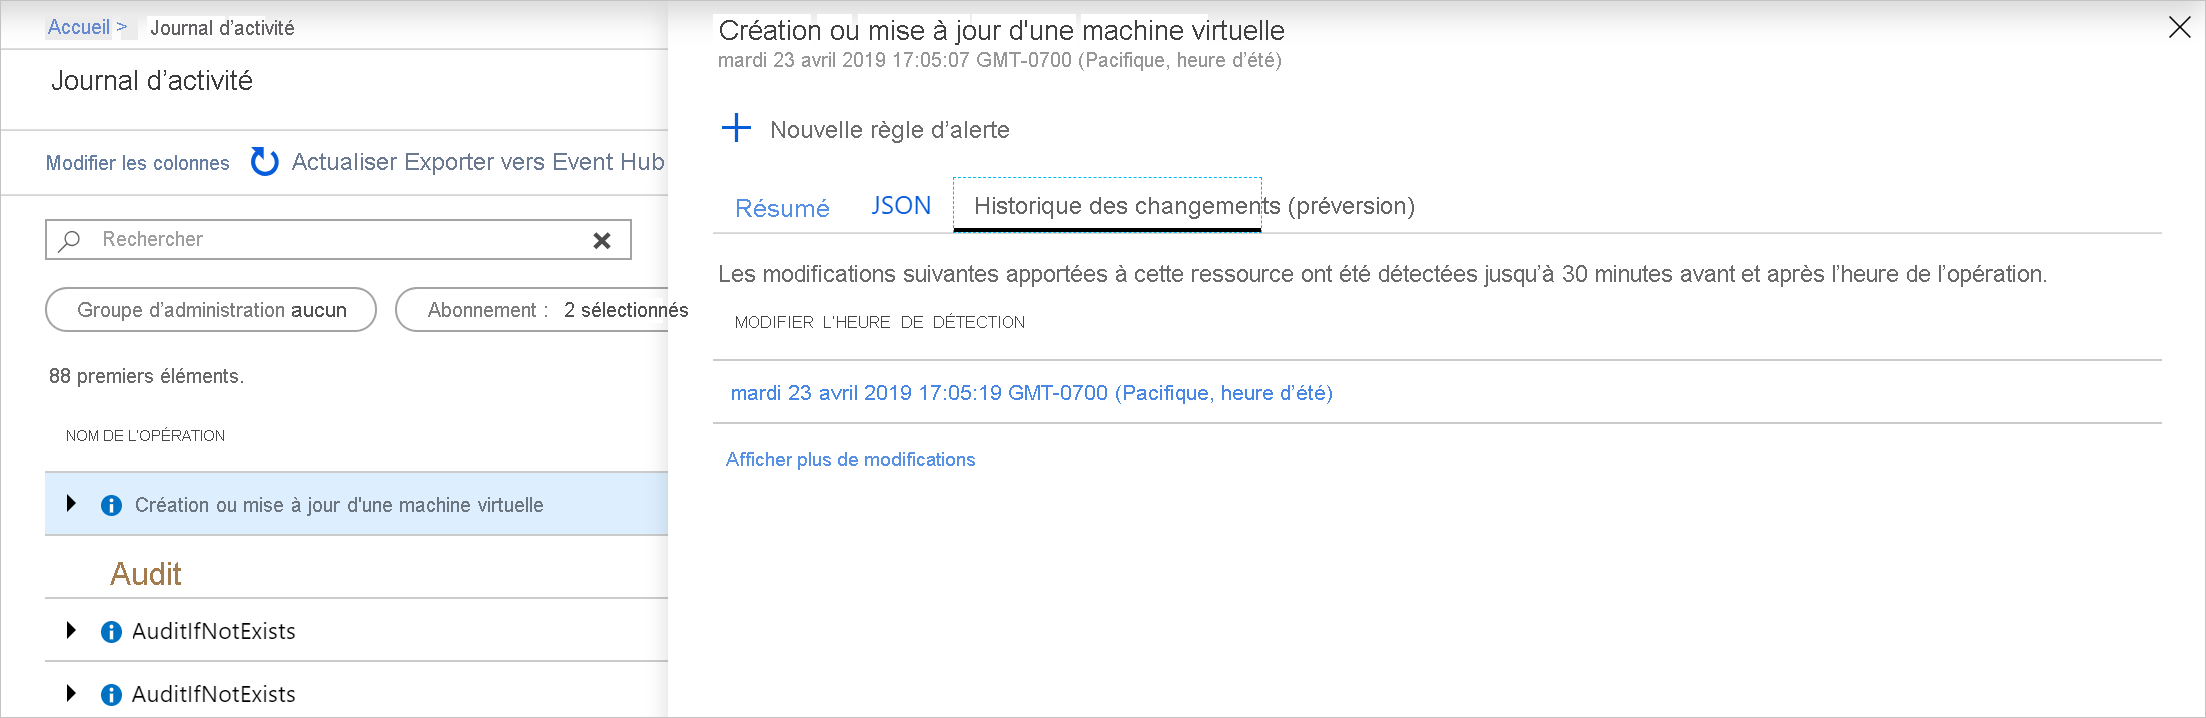 Accueil >
Journal d’activité
Journal d’activité
Modifier les colonnes
Actualiser Exporter vers Event Hub
Rechercher
Groupe d’administration aucun
Abonnement : 2 sélectionnés
88 premiers éléments.
NOM DE L’OPÉRATION
Création ou mise à jour d'une machine virtuelle
Audit
AuditIfNotExists
AuditIfNotExists
Création ou mise à jour d'une machine virtuelle
mardi 23 avril 2019 17:05:07 GMT-0700 (Pacifique, heure d’été)
Nouvelle règle d’alerte
Résumé
JSON
Historique des changements (préversion)
Les modifications suivantes apportées à cette ressource ont été détectées jusqu’à 30 minutes avant et après l’heure de l’opération.
MODIFIER L’HEURE DE DÉTECTION
mardi 23 avril 2019 17:05:19 GMT-0700 (Pacifique, heure d’été)
Afficher plus de modifications